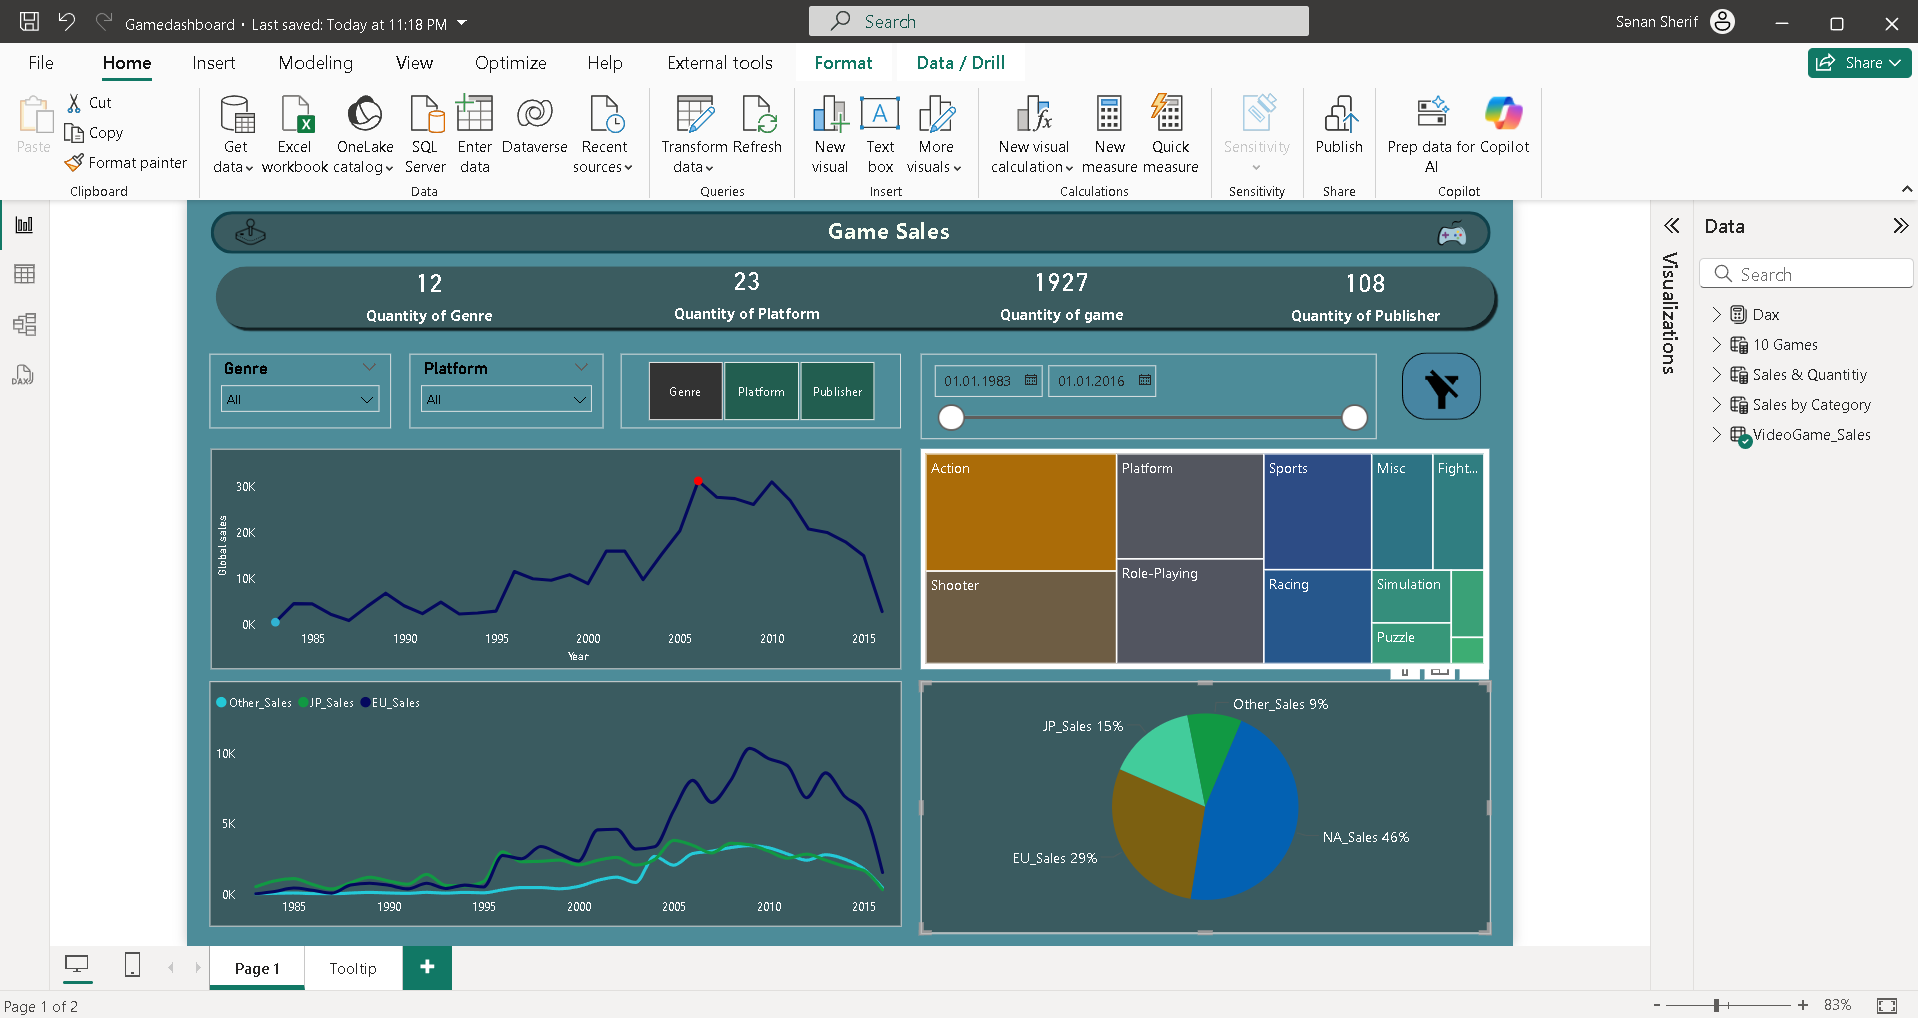 Gamedashboard • Last saved: Today at 11:18 PM
Search
Sənan Sherif
File Home Insert Modeling View Optimize Help External tools Format Data / Drill
Share
Paste
Cut
Copy
Format painter
Clipboard
Get data
Excel workbook
OneLake catalog
SQL Server
Enter data
Dataverse
Recent sources
Data
Transform data
Refresh
Queries
New visual
Text box
More visuals
Insert
New visual calculation
New measure
Quick measure
Calculations
Sensitivity
Sensitivity
Publish
Share
Prep data for AI
Copilot
Copilot
Game Sales
12
Quantity of Genre
23
Quantity of Platform
1927
Quantity of game
108
Quantity of Publisher
Genre
All
Platform
All
Genre Platform Publisher
01.01.1983 01.01.2016
Global sales
30K
20K
10K
0K
1985 1990 1995 2000 2005 2010 2015
Year
Action
Shooter
Platform
Role-Playing
Sports
Racing
Misc
Fight...
Simulation
Puzzle
Other_Sales JP_Sales EU_Sales
10K
5K
0K
1985 1990 1995 2000 2005 2010 2015
Other_Sales 9%
JP_Sales 15%
NA_Sales 46%
EU_Sales 29%
Visualizations
Data
Search
Dax
10 Games
Sales & Quantitiy
Sales by Category
VideoGame_Sales
DAX
Page 1
Tooltip
Page 1 of 2
83%